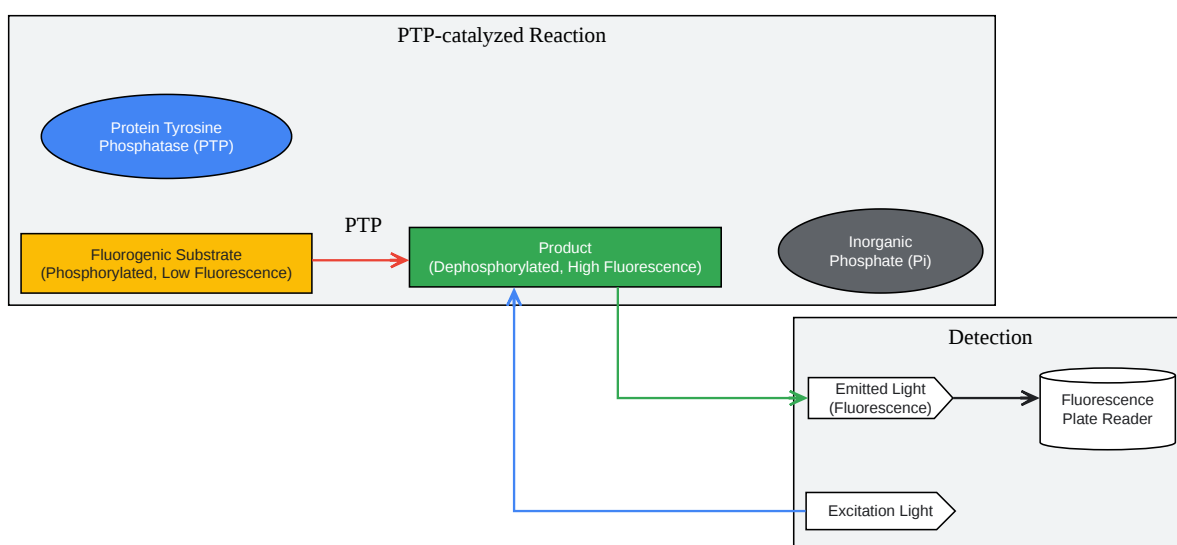 PTP-catalyzed Reaction
Protein Tyrosine
Phosphatase (PTP)
PTP
Fluorogenic Substrate
(Phosphorylated, Low Fluorescence)
Product
(Dephosphorylated, High Fluorescence)
Inorganic
Phosphate (Pi)
Detection
Emitted Light
(Fluorescence)
Fluorescence
Plate Reader
Excitation Light